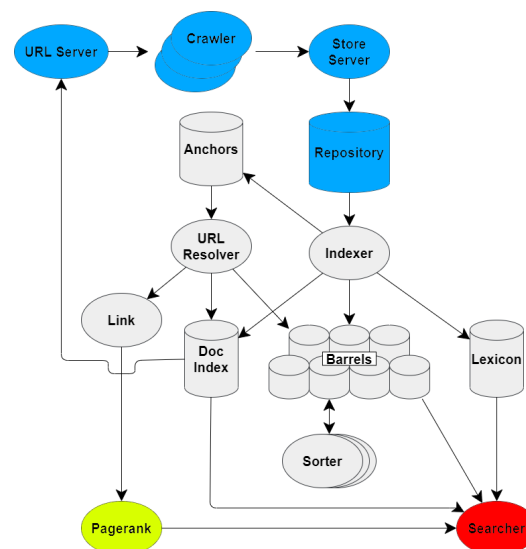 URL Server
Crawler
Store
Server
Anchors
Repository
URL
Resolver
Indexer
Link
Doc
Index
Barrels
Lexicon
Sorter
Pagerank
Searcher